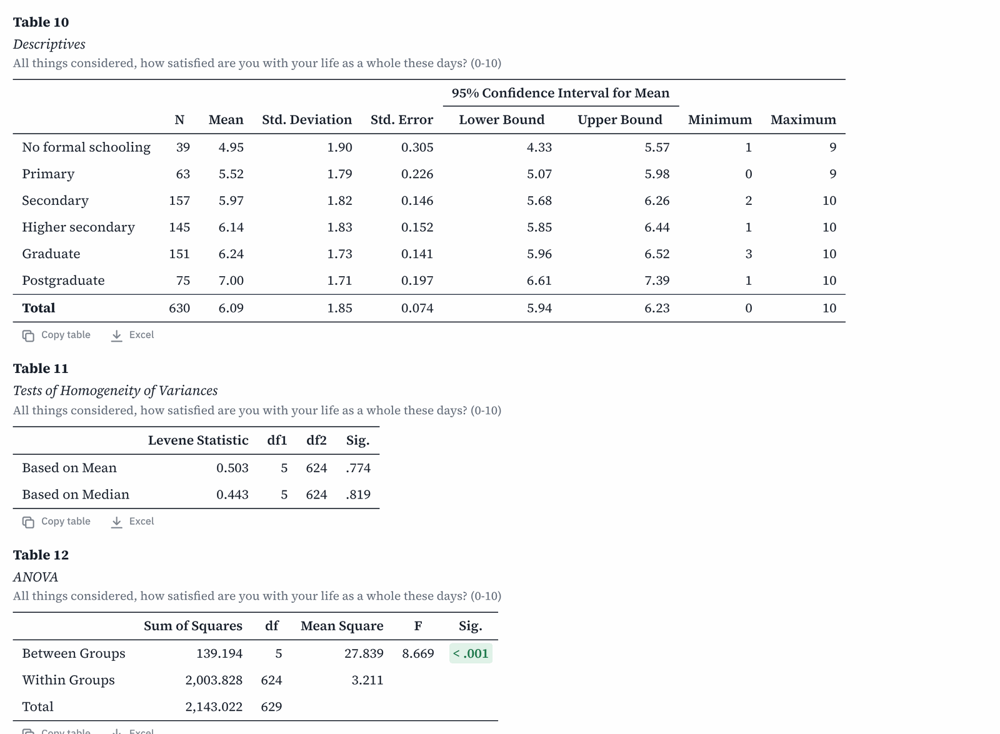 Table 10
Descriptives
All things considered, how satisfied are you with your life as a whole these days? (0-10)
95% Confidence Interval for Mean
N Mean Std. Deviation Std. Error Lower Bound Upper Bound Minimum Maximum
No formal schooling 39 4.95 1.90 0.305 4.33 5.57 1 9
Primary 63 5.52 1.79 0.226 5.07 5.98 0 9
Secondary 157 5.97 1.82 0.146 5.68 6.26 2 10
Higher secondary 145 6.14 1.83 0.152 5.85 6.44 1 10
Graduate 151 6.24 1.73 0.141 5.96 6.52 3 10
Postgraduate 75 7.00 1.71 0.197 6.61 7.39 1 10
Total 630 6.09 1.85 0.074 5.94 6.23 0 10
Copy table Excel
Table 11
Tests of Homogeneity of Variances
All things considered, how satisfied are you with your life as a whole these days? (0-10)
Levene Statistic df1 df2 Sig.
Based on Mean 0.503 5 624 .774
Based on Median 0.443 5 624 .819
Copy table Excel
Table 12
ANOVA
All things considered, how satisfied are you with your life as a whole these days? (0-10)
Sum of Squares df Mean Square F Sig.
Between Groups 139.194 5 27.839 8.669 < .001
Within Groups 2,003.828 624 3.211
Total 2,143.022 629
Copy table Excel